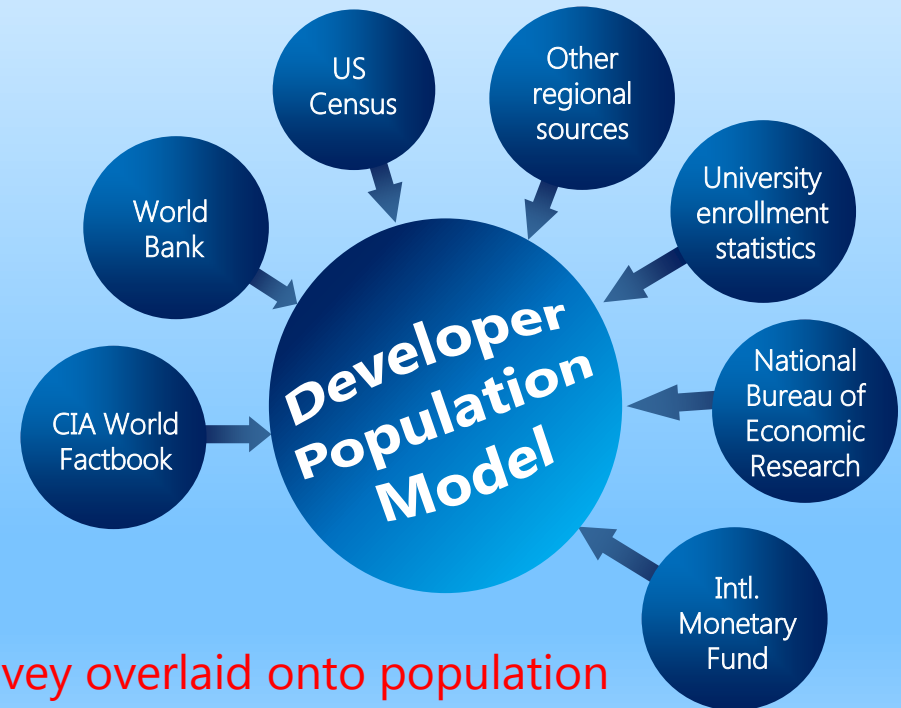 US
Census
Other
regional
sources
World
Bank
University
enrollment
statistics
CIA World
Factbook
Developer
Population
Model
National
Bureau of
Economic
Research
Intl.
Monetary
Fund
vey overlaid onto population